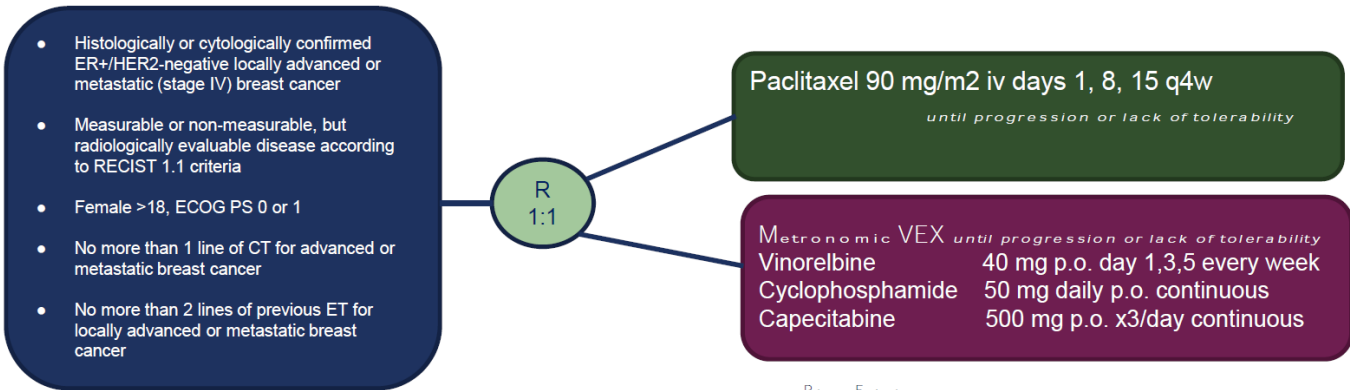 ● Histologically or cytologically confirmed
ER+/HER2-negative locally advanced or
metastatic (stage IV) breast cancer
● Measurable or non-measurable, but
radiologically evaluable disease according
to RECIST 1.1 criteria
● Female >18, ECOG PS 0 or 1
● No more than 1 line of CT for advanced or
metastatic breast cancer
● No more than 2 lines of previous ET for
locally advanced or metastatic breast
cancer
R
1:1
Paclitaxel 90 mg/m2 iv days 1, 8, 15 q4w
until progression or lack of tolerability
Metronomic VEX until progression or lack of tolerability
Vinorelbine 40 mg p.o. day 1,3,5 every week
Cyclophosphamide 50 mg daily p.o. continuous
Capecitabine 500 mg p.o. x3/day continuous